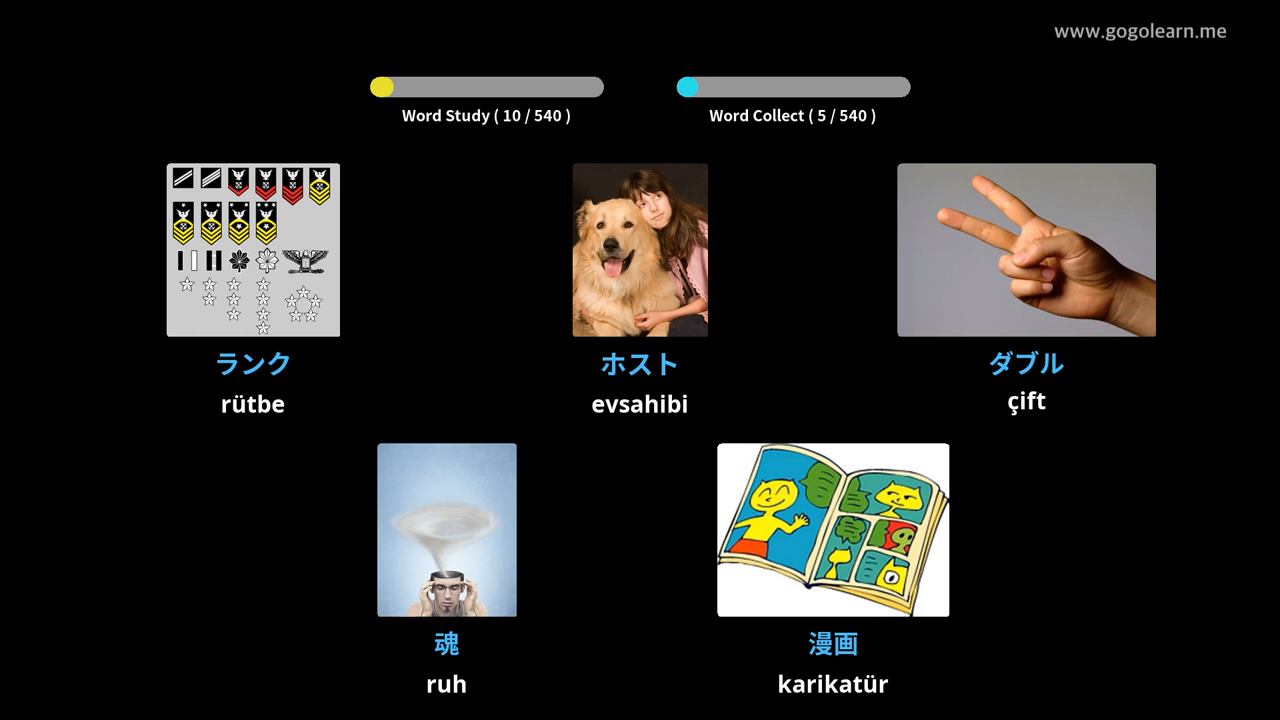 www.gogolearn.me
Word Study ( 10 / 540 )
Word Collect ( 5 / 540 )
ランク
rütbe
ホスト
evsahibi
ダブル
çift
魂
ruh
漫画
karikatür